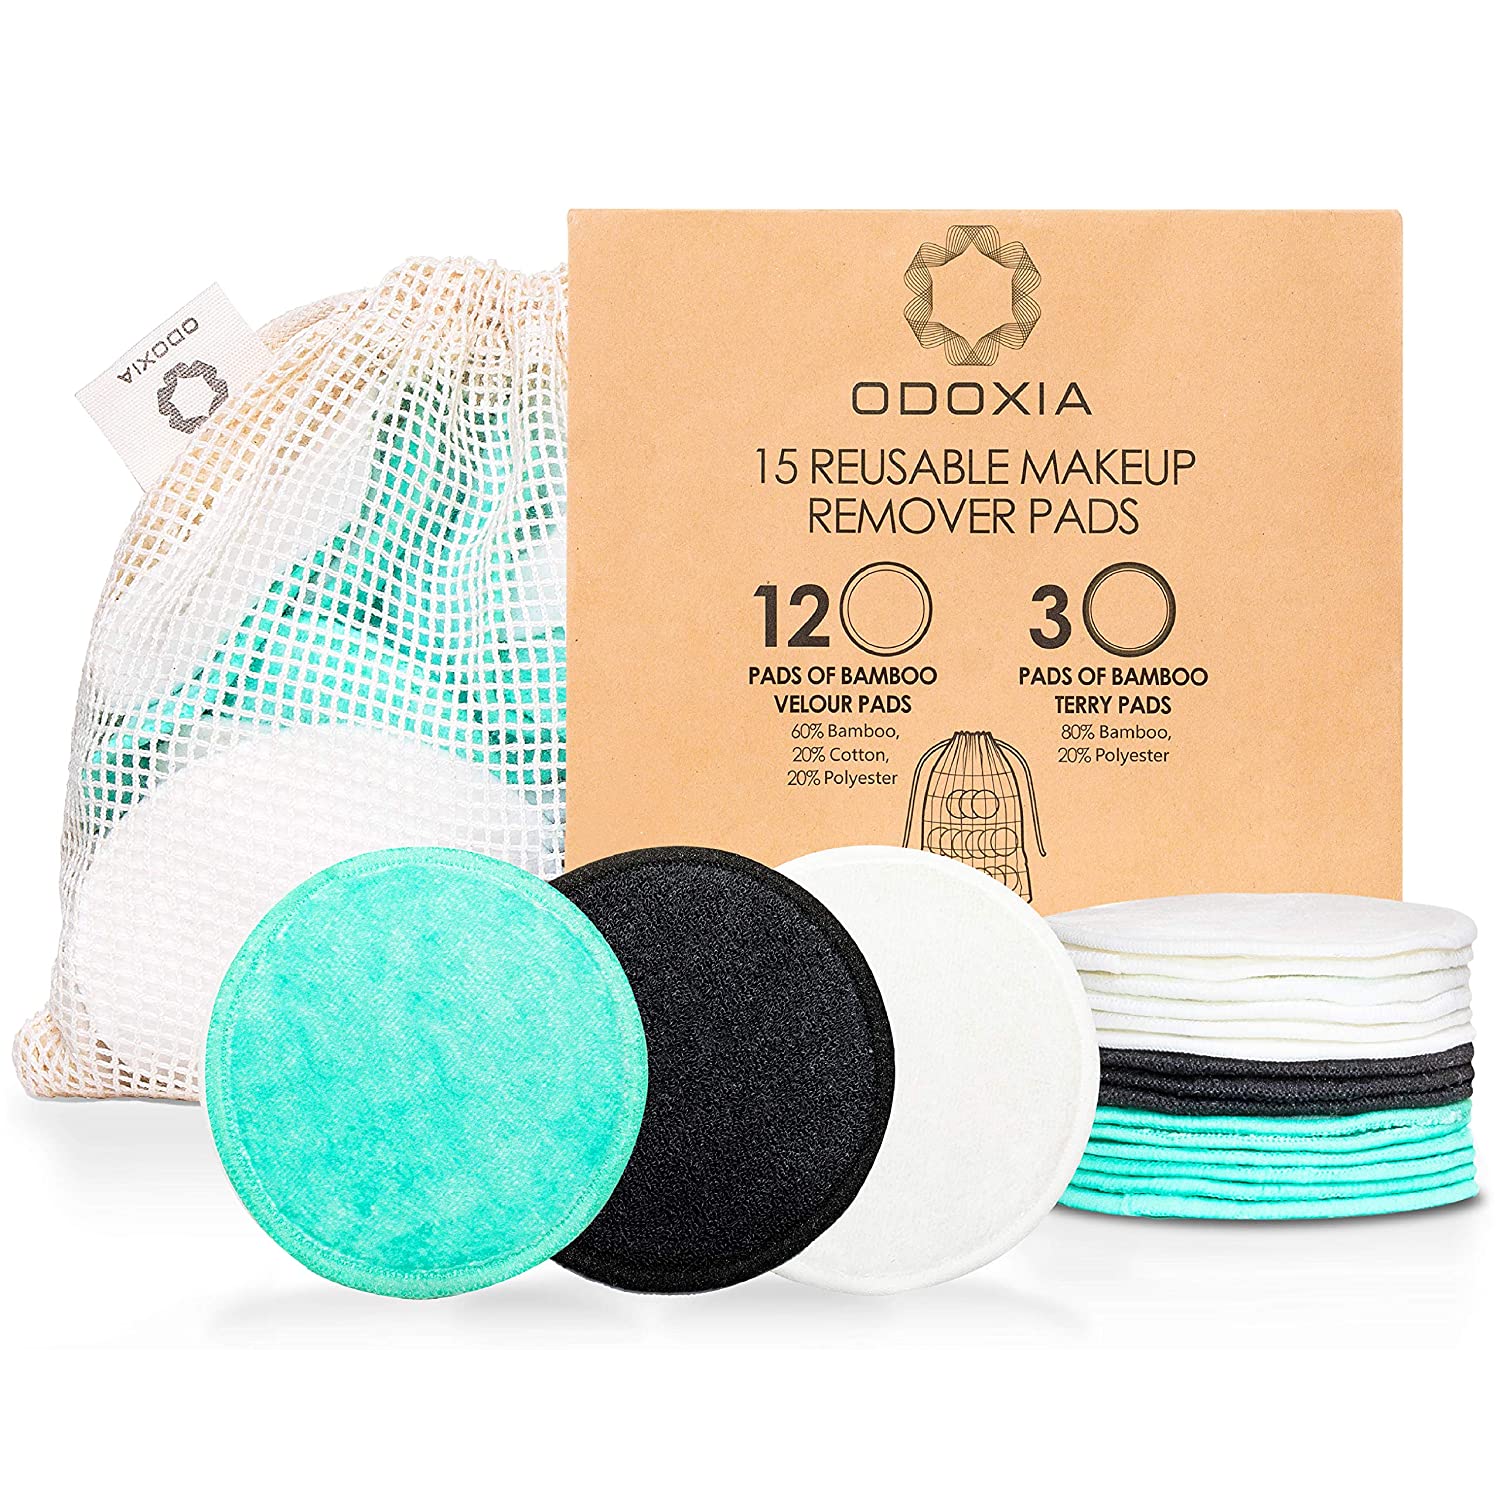 ODOXIA
ODOXIA
15 REUSABLE MAKEUP
REMOVER PADS
12
PADS OF BAMBOO
VELOUR PADS
60% Bamboo,
20% Cotton,
20% Polyester
3
PADS OF BAMBOO
TERRY PADS
80% Bamboo,
20% Polyester